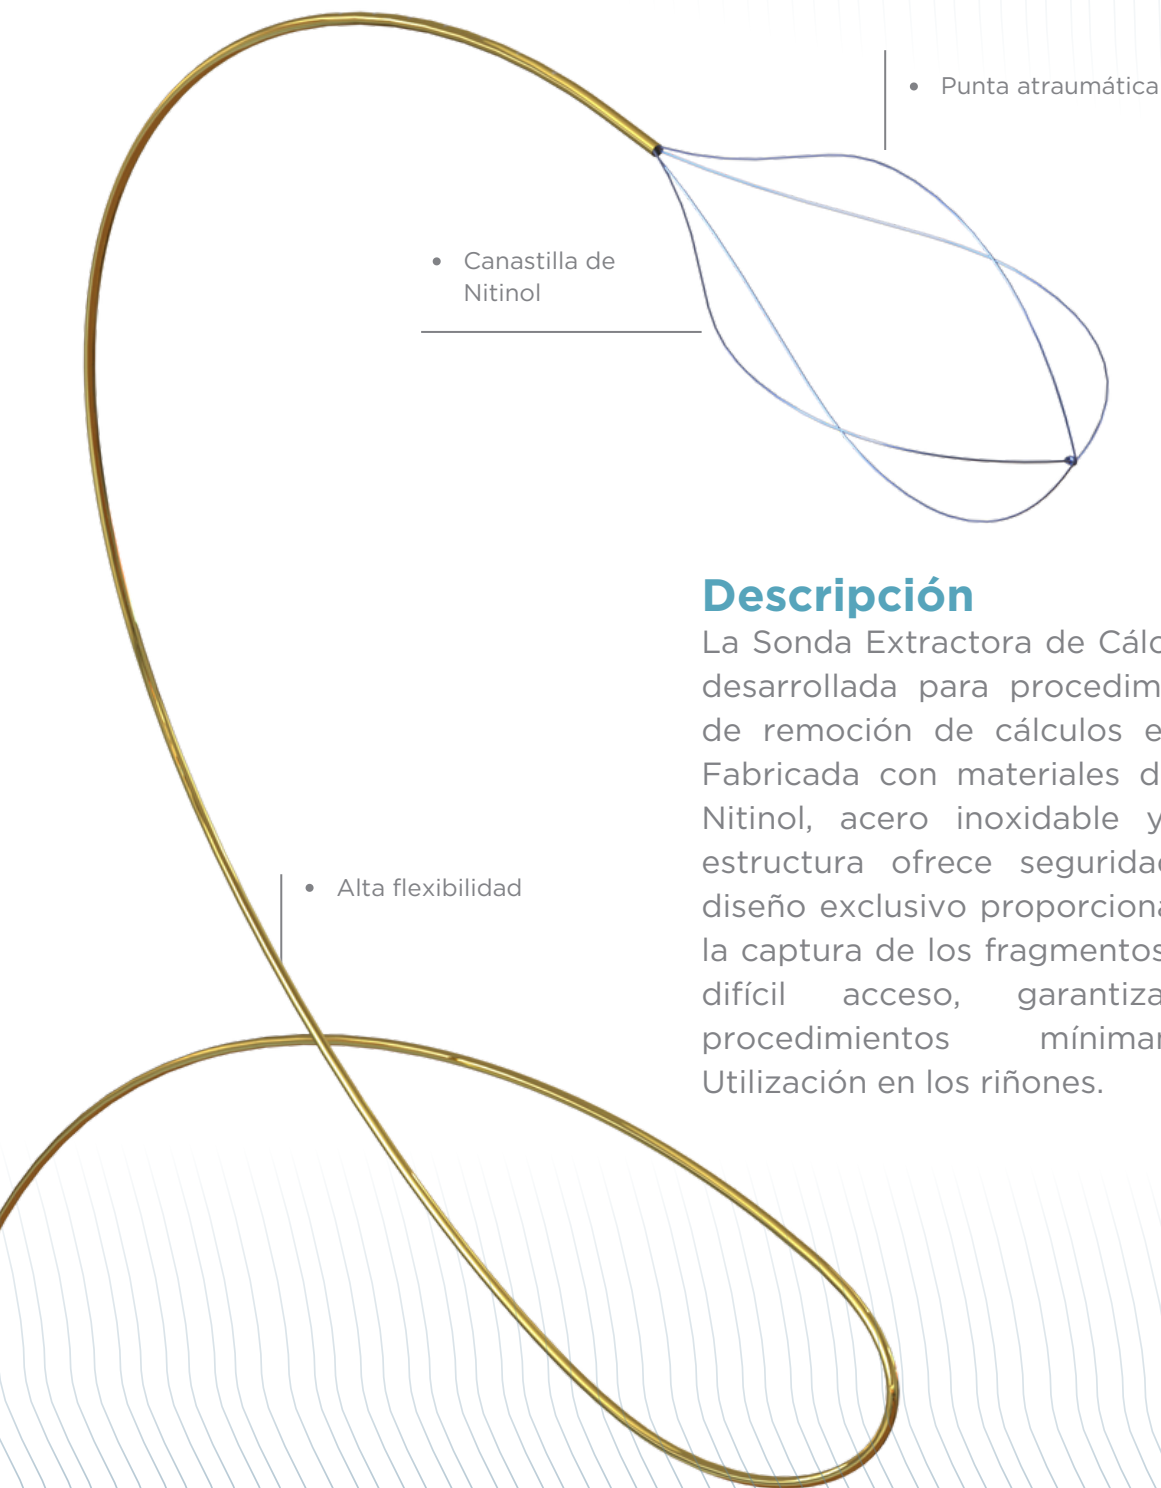 • Punta atraumática
• Canastilla de
Nitinol
Descripción
La Sonda Extractora de
desarrollada para
de remoción de cálculos
Fabricada con materiales
Nitinol, acero inoxidable y
estructura ofrece
diseño exclusivo
la captura de los fragmentos
difícil acceso,
procedimientos
Utilización en los riñones.
• Alta flexibilidad